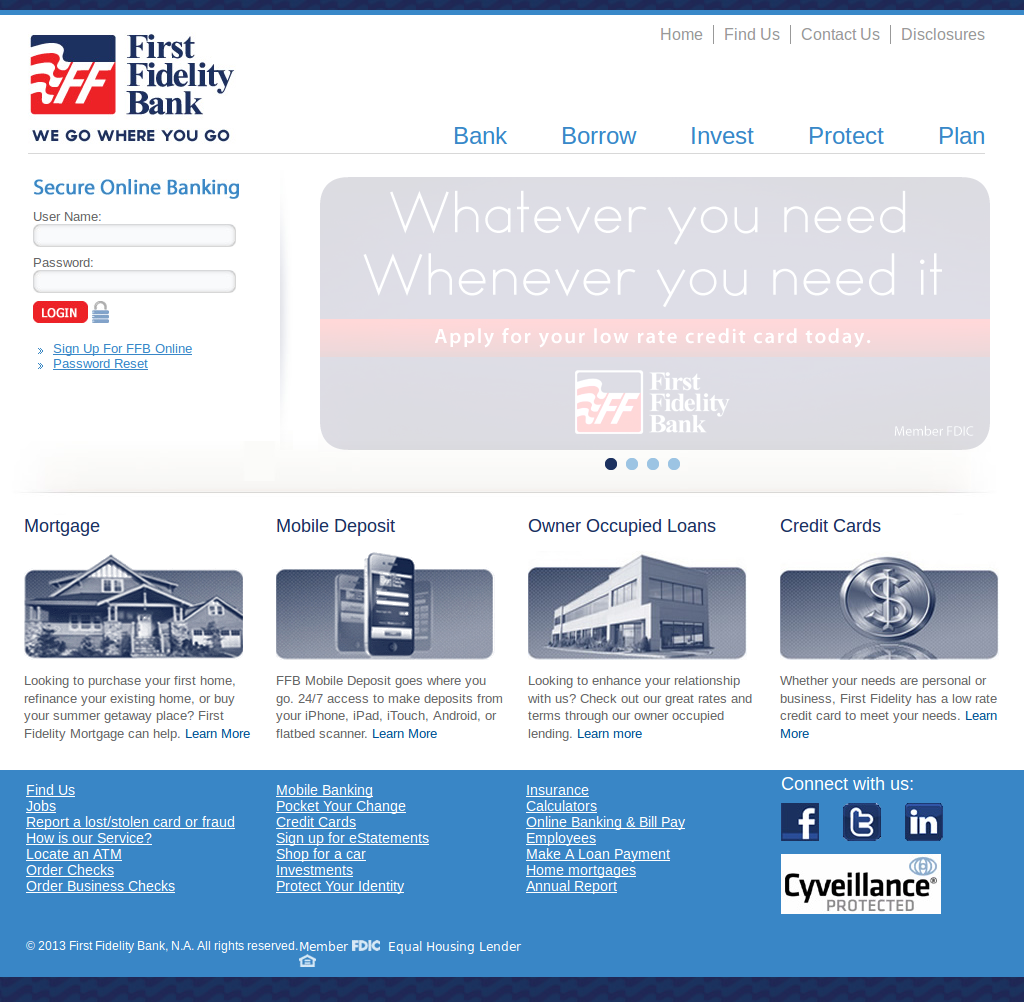 Home
Find Us
Contact Us
Disclosures
First
Fidelity
Bank
WE GO WHERE YOU GO
Bank
Borrow
Invest
Protect
Plan
Secure Online Banking
User Name:
Password:
LOGIN
Sign Up For FFB Online
Password Reset
Whatever you need
Whenever you need it
Apply for your low rate credit card today.
FF
First
Fidelity
Bank
Member FDIC
Mortgage
Looking to purchase your first home,
refinance your existing home, or buy
your summer getaway place? First
Fidelity Mortgage can help. Learn More
Mobile Deposit
FFB Mobile Deposit goes where you
go. 24/7 access to make deposits from
your iPhone, iPad, iTouch, Android, or
flatbed scanner. Learn More
Owner Occupied Loans
Looking to enhance your relationship
with us? Check out our great rates and
terms through our owner occupied
lending. Learn more
Credit Cards
Whether your needs are personal or
business, First Fidelity has a low rate
credit card to meet your needs. Learn
More
Find Us
Jobs
Report a lost/stolen card or fraud
How is our Service?
Locate an ATM
Order Checks
Order Business Checks
Mobile Banking
Pocket Your Change
Credit Cards
Sign up for eStatements
Shop for a car
Investments
Protect Your Identity
Insurance
Calculators
Online Banking & Bill Pay
Employees
Make A Loan Payment
Home mortgages
Annual Report
Connect with us:
f
t
in
Cyveillance®
PROTECTED
© 2013 First Fidelity Bank, N.A. All rights reserved. Member FDIC Equal Housing Lender